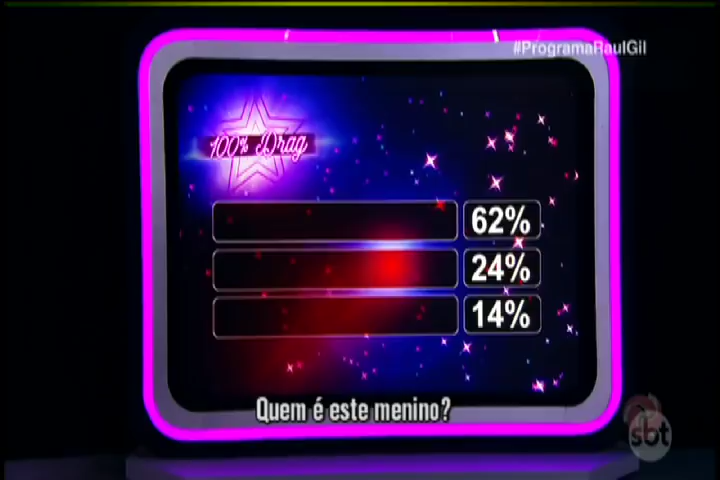 #ProgramaRaulGil
100% Drag
62%
24%
14%
Quem é este menino?
sbt